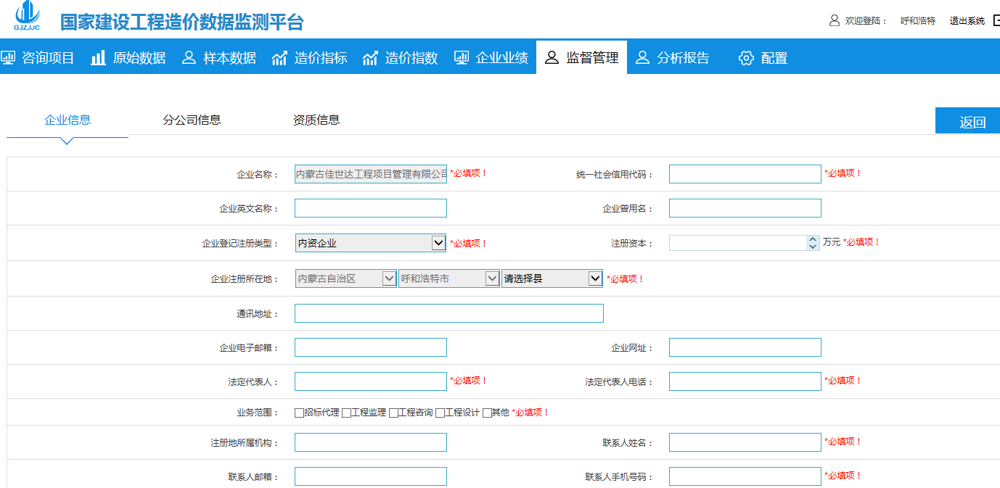 国家建设工程造价数据监测平台
GJZJJC
欢迎登陆： 呼和浩特 退出系统
咨询项目 原始数据 样本数据 造价指标 造价指数 企业业绩 监督管理 分析报告 配置
企业信息 分公司信息 资质信息 返回
企业名称： 内蒙古佳世达工程项目管理有限公司 *必填项！ 统一社会信用代码： *必填项！
企业英文名称： 企业曾用名：
企业登记注册类型： 内资企业 *必填项！ 注册资本： 万元 *必填项！
企业注册所在地： 内蒙古自治区 呼和浩特市 请选择县 *必填项！
通讯地址：
企业电子邮箱： 企业网址：
法定代表人： *必填项！ 法定代表人电话： *必填项！
业务范围： 招标代理 工程监理 工程咨询 工程设计 其他 *必填项！
注册地所属机构： 联系人姓名： *必填项！
联系人邮箱： 联系人手机号码： *必填项！